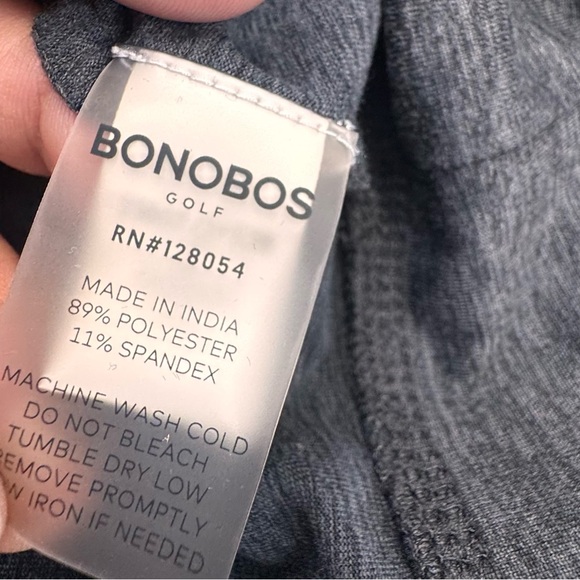 BONOBOS
GOLF
RN#128054
MADE IN INDIA
89% POLYESTER
11% SPANDEX
MACHINE WASH COLD
DO NOT BLEACH
TUMBLE DRY LOW
PROMPTLY
IRON IF NEEDED